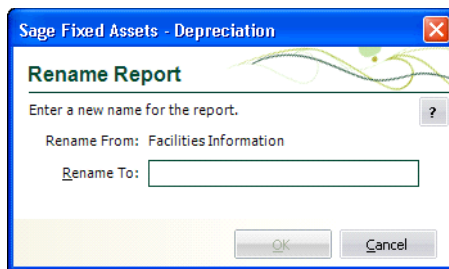 Sage Fixed Assets - Depreciation
Rename Report
Enter a new name for the report.
?
Rename From: Facilities Information
Rename To:
OK Cancel